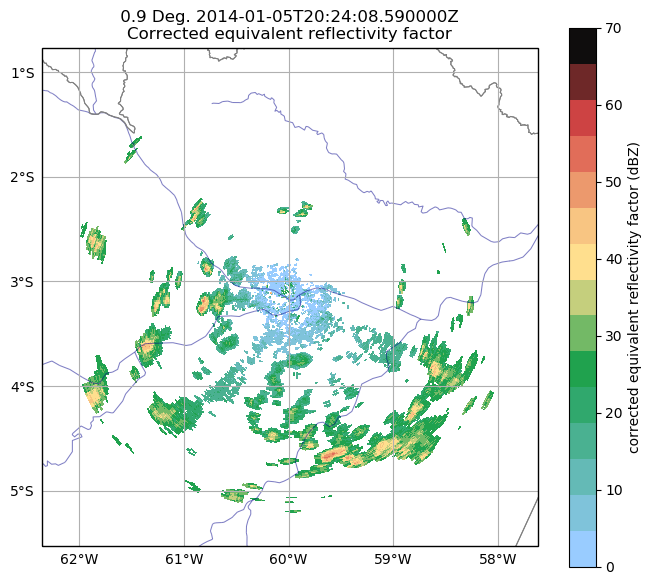 0.9 Deg. 2014-01-05T20:24:08.590000Z
Corrected equivalent reflectivity factor
1°S
2°S
3°S
4°S
5°S
62°W
61°W
60°W
59°W
58°W
70
60
50
40
30
20
10
0
corrected equivalent reflectivity factor (dBZ)